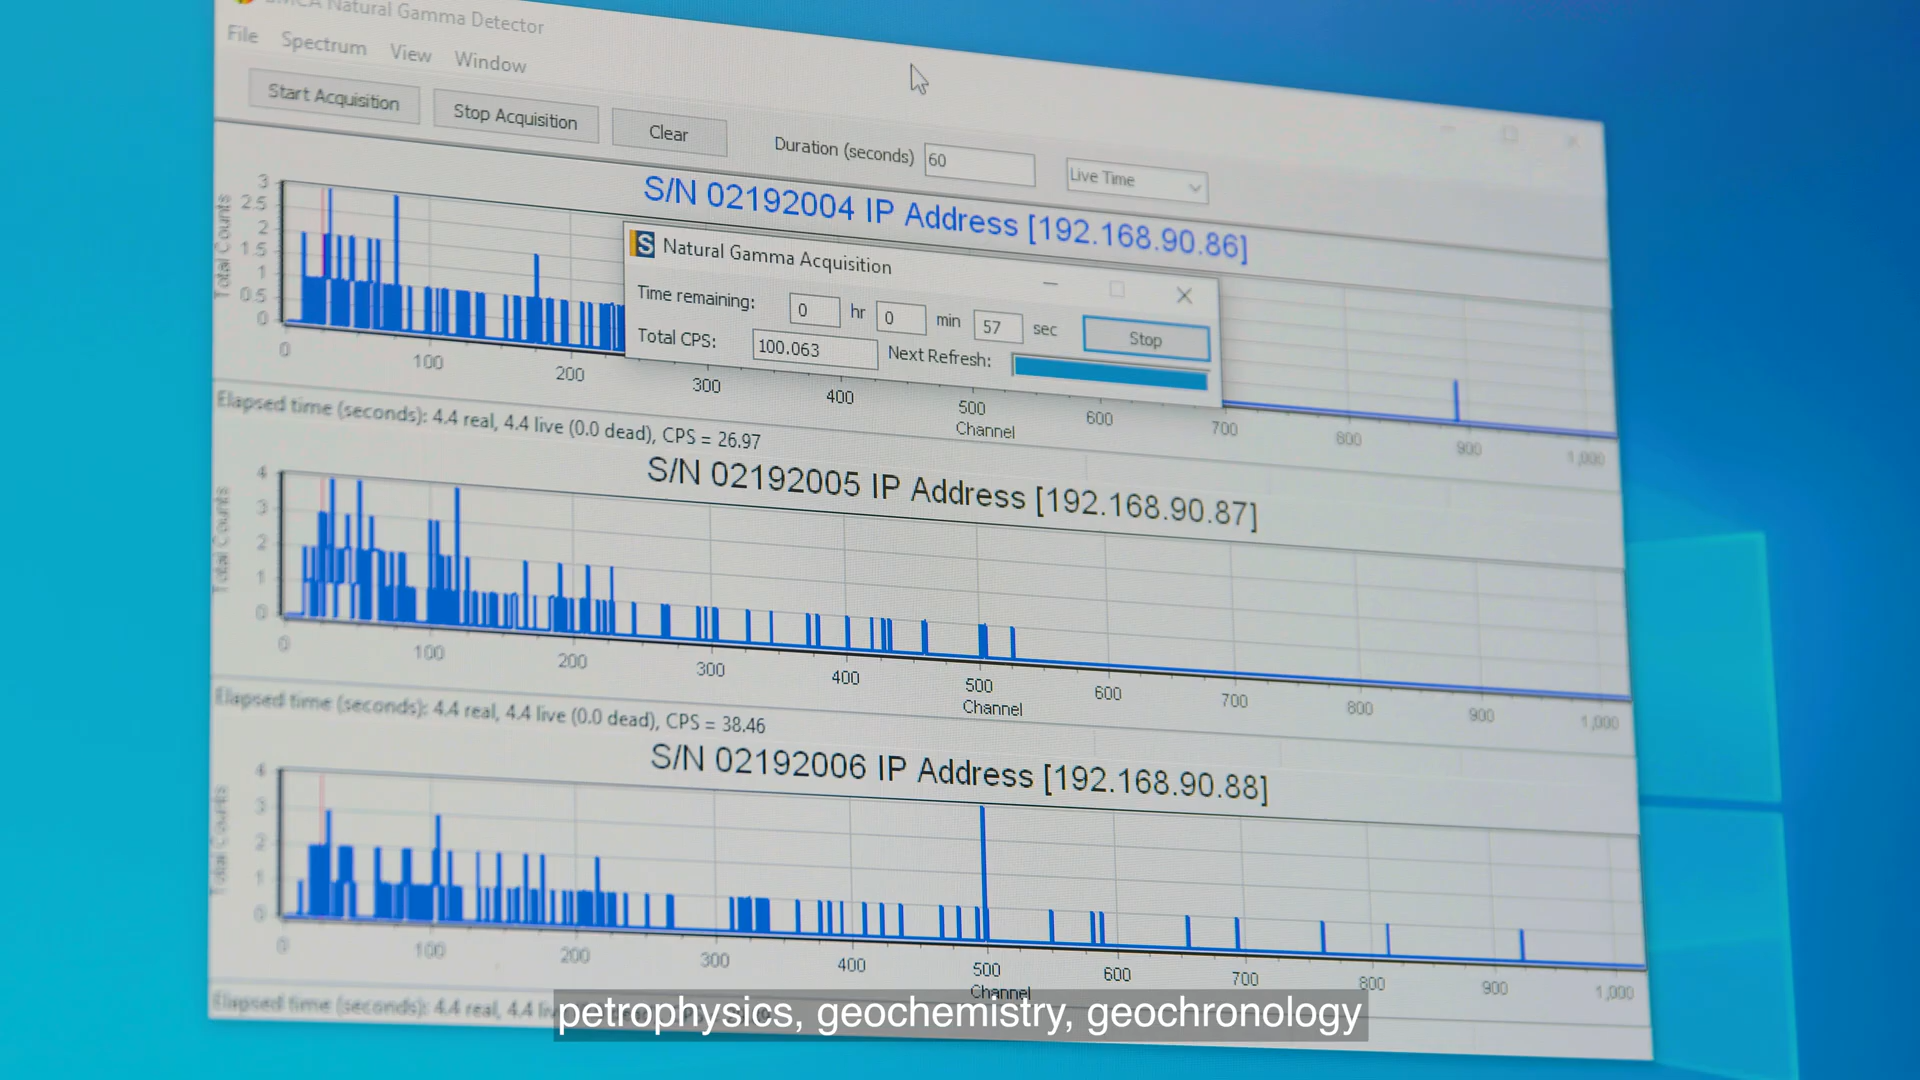 Natural Gamma Detector
File Spectrum View Window
Start Acquisition Stop Acquisition Clear Duration (seconds) 60 Live Time
S/N 02192004 IP Address [192.168.90.86]
Natural Gamma Acquisition
Time remaining: 0 hr 0 min 57 sec Stop
Total CPS: 100.063 Next Refresh:
Total Counts
3
2.5
2
1.5
1
0.5
0
0 100 200 300 400 500 600 700 800 900 1,000
Channel
Elapsed time (seconds): 4.4 real, 4.4 live (0.0 dead), CPS = 26.97
S/N 02192005 IP Address [192.168.90.87]
Total Counts
4
3
2
1
0
0 100 200 300 400 500 600 700 800 900 1,000
Channel
Elapsed time (seconds): 4.4 real, 4.4 live (0.0 dead), CPS = 38.46
S/N 02192006 IP Address [192.168.90.88]
Total Counts
4
3
2
1
0
0 100 200 300 400 500 600 700 800 900 1,000
Channel
Elapsed time (seconds): 4.4 real, 4.4
petrophysics, geochemistry, geochronology